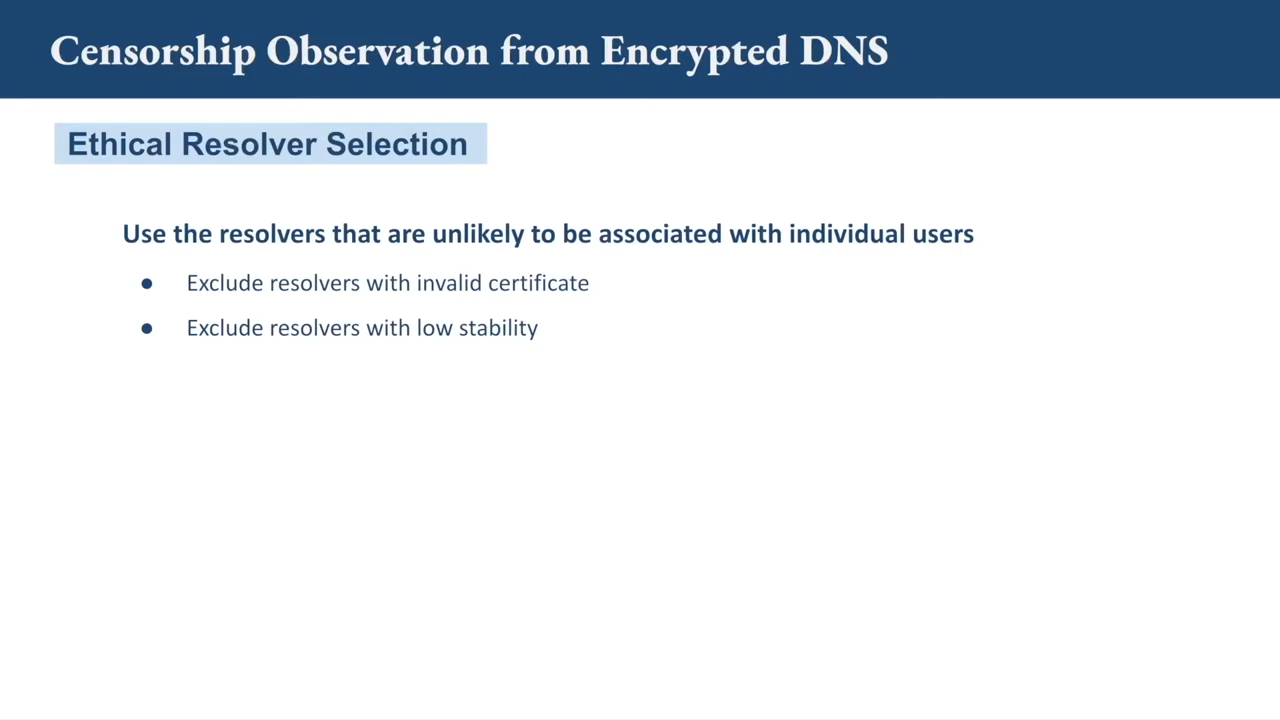 Censorship Observation from Encrypted DNS
Ethical Resolver Selection
Use the resolvers that are unlikely to be associated with individual users
● Exclude resolvers with invalid certificate
● Exclude resolvers with low stability